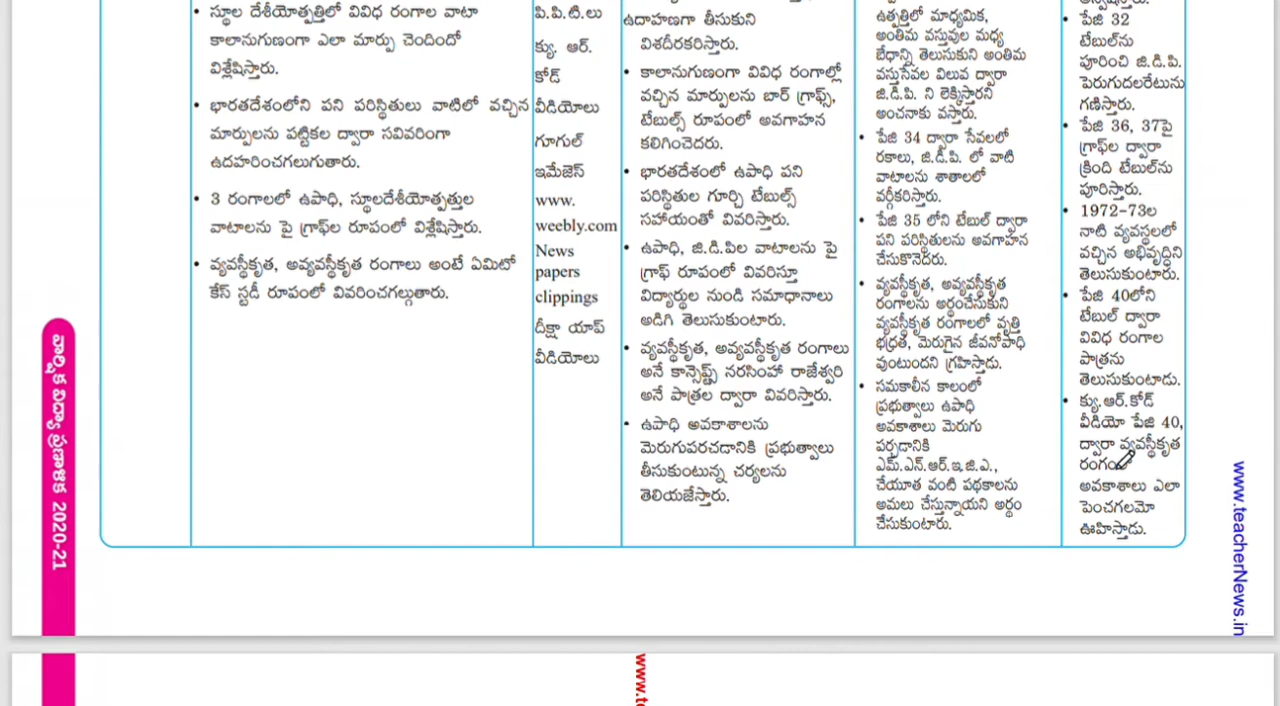 స్థూల దేశీయోత్పత్తిలో వివిధ రంగాల వాటా
కాలానుగుణంగా ఎలా మార్పు చెందిందో
విశ్లేషిస్తారు.
• భారతదేశంలోని పని పరిస్థితులు వాటిలో వచ్చిన
మార్పులను పట్టికల ద్వారా సవివరింగా
ఉదహరించగలుగుతారు.
• 3 రంగాలలో ఉపాధి, స్థూలదేశీయోత్పత్తుల
వాటాలను పై గ్రాఫ్‌ల రూపంలో విశ్లేషిస్తారు.
• వ్యవస్థీకృత, అవ్యవస్థీకృత రంగాలు అంటే ఏమిటో
కేస్ స్టడీ రూపంలో వివరించగల్గుతారు.
పి.పి.టి.లు
క్యు. ఆర్.
కోడ్
వీడియోలు
గూగుల్
ఇమేజెస్
www.
weebly.com
News
papers
clippings
దీక్షా యాప్
వీడియోలు
ఉదాహరణగా తీసుకుని
విశదీరకరిస్తారు.
• కాలానుగుణంగా వివిధ రంగాల్లో
వచ్చిన మార్పులను బార్ గ్రాఫ్స్,
టేబుల్స్ రూపంలో అవగాహన
కలిగించెదరు.
• భారతదేశంలో ఉపాధి పని
పరిస్థితుల గూర్చి టేబుల్స్
సహాయంతో వివరిస్తారు.
• ఉపాధి, జి.డి.పిల వాటాలను పై
గ్రాఫ్ రూపంలో వివరిస్తూ
విద్యార్థుల నుండి సమాధానాలు
అడిగి తెలుసుకుంటారు.
• వ్యవస్థీకృత, అవ్యవస్థీకృత రంగాలు
అనే కాన్సెప్ట్స్ నరసింహా రాజేశ్వరి
అనే పాత్రల ద్వారా వివరిస్తారు.
• ఉపాధి అవకాశాలను
మెరుగుపరచడానికి ప్రభుత్వాలు
తీసుకుంటున్న చర్యలను
తెలియజేస్తారు.
ఉత్పత్తిలో మాధ్యమిక,
అంతిమ వస్తువుల మధ్య
బేధాన్ని తెలుసుకుని అంతిమ
వస్తుసేవల విలువ ద్వారా
జి.డి.పి. ని లెక్కిస్తారని
అంచనాకు వస్తారు.
• పేజి 34 ద్వారా సేవలలో
రకాలు, జి.డి.పి. లో వాటి
వాటాలను శాతాలలో
వర్గీకరిస్తారు.
• పేజి 35 లోని టేబుల్ ద్వారా
పని పరిస్థితులను అవగాహన
చేసుకొనెదరు.
• వ్యవస్థీకృత, అవ్యవస్థీకృత
రంగాలను అర్థంచేసుకుని
వ్యవస్థీకృత రంగాలలో వృత్తి
భద్రత, మెరుగైన జీవనోపాధి
వుంటుందని గ్రహిస్తాడు.
• సమకాలీన కాలంలో
ప్రభుత్వాలు ఉపాధి
అవకాశాలు మెరుగు
పర్చడానికి
ఎమ్.ఎన్.ఆర్.ఇ.జి.ఎ.,
చేయూత వంటి పథకాలను
అమలు చేస్తున్నాయని అర్థం
చేసుకుంటారు.
• పేజి 32
టేబుల్‌ను
పూరించి జి.డి.పి.
పెరుగుదలరేటును
గణిస్తారు.
• పేజి 36, 37పై
గ్రాఫ్‌ల ద్వారా
క్రింది టేబుల్‌ను
పూరిస్తారు.
• 1972-73ల
నాటి వ్యవస్థలలో
వచ్చిన అభివృద్ధిని
తెలుసుకుంటారు.
• పేజి 40లోని
టేబుల్ ద్వారా
వివిధ రంగాల
పాత్రను
తెలుసుకుంటాడు.
• క్యు.ఆర్.కోడ్
వీడియో పేజి 40,
ద్వారా వ్యవస్థీకృత
అవకాశాలు ఎలా
పెంచగలమో
ఊహిస్తాడు.
వార్షిక విద్యా ప్రణాళిక 2020-21
www.teacherNews.in